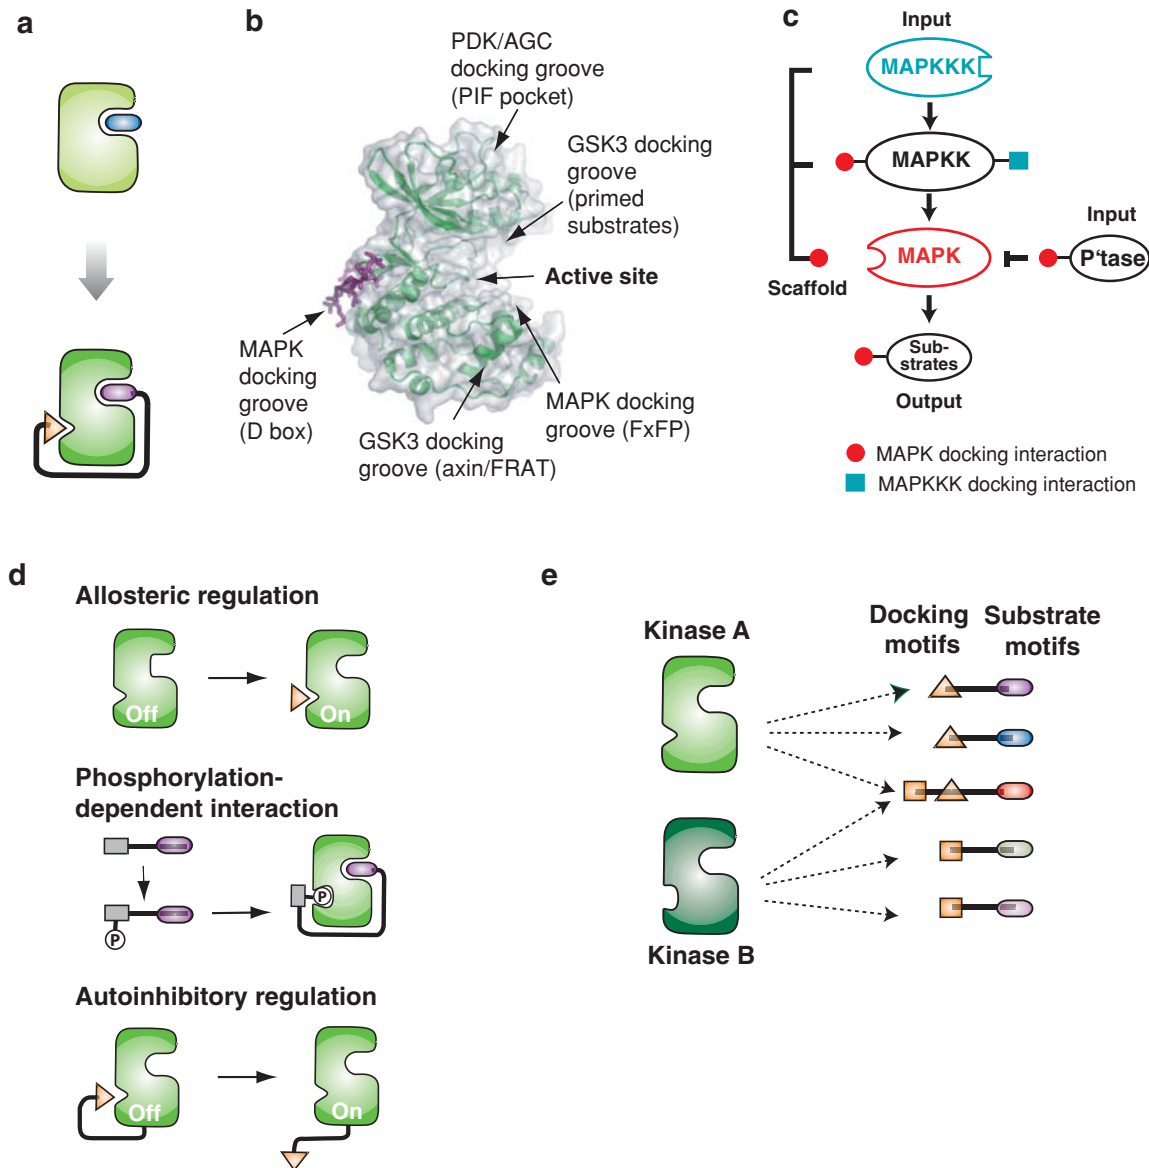 a
b
PDK/AGC
docking groove
(PIF pocket)
GSK3 docking
groove
(primed
substrates)
Active site
MAPK
docking
groove
(D box)
GSK3 docking
groove (axin/FRAT)
MAPK docking
groove (FxFP)
c
Input
MAPKKK
MAPKK
MAPK
Input
P'tase
Scaffold
Sub-
strates
Output
MAPK docking interaction
MAPKKK docking interaction
d
Allosteric regulation
Off
On
Phosphorylation-
dependent interaction
P
P
Autoinhibitory regulation
Off
On
e
Kinase A
Docking
motifs
Substrate
motifs
Kinase B